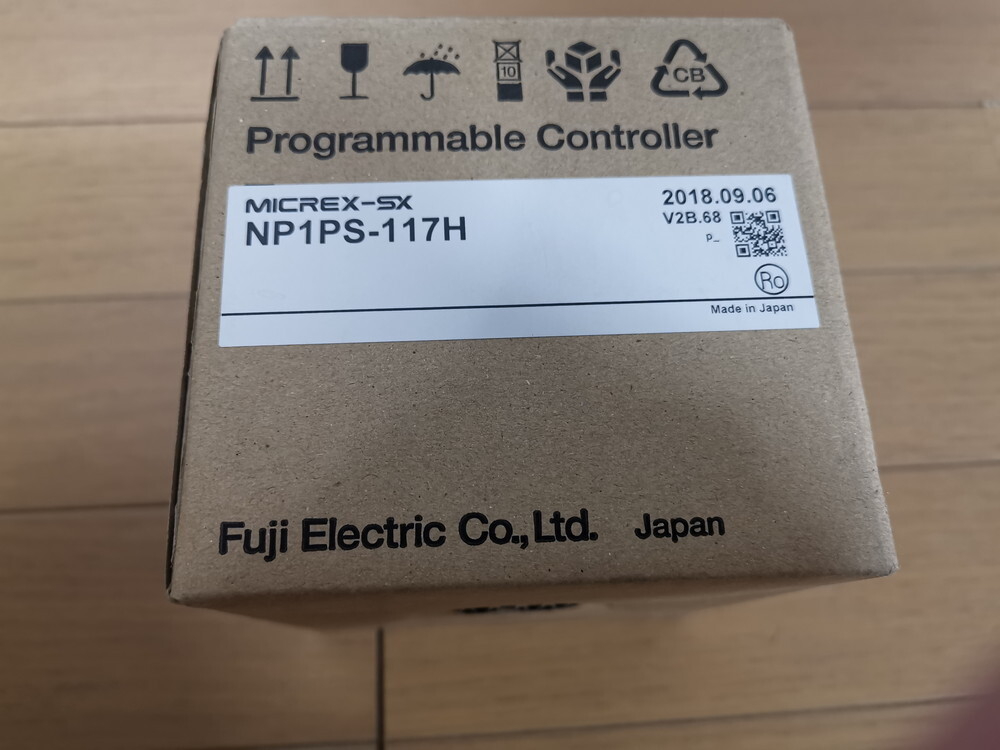 10
CB
Programmable Controller
MICREX-SX
2018.09.06
NP1PS-117H
V2B.68
P_
Ro
Made in Japan
Fuji Electric Co.,Ltd. Japan